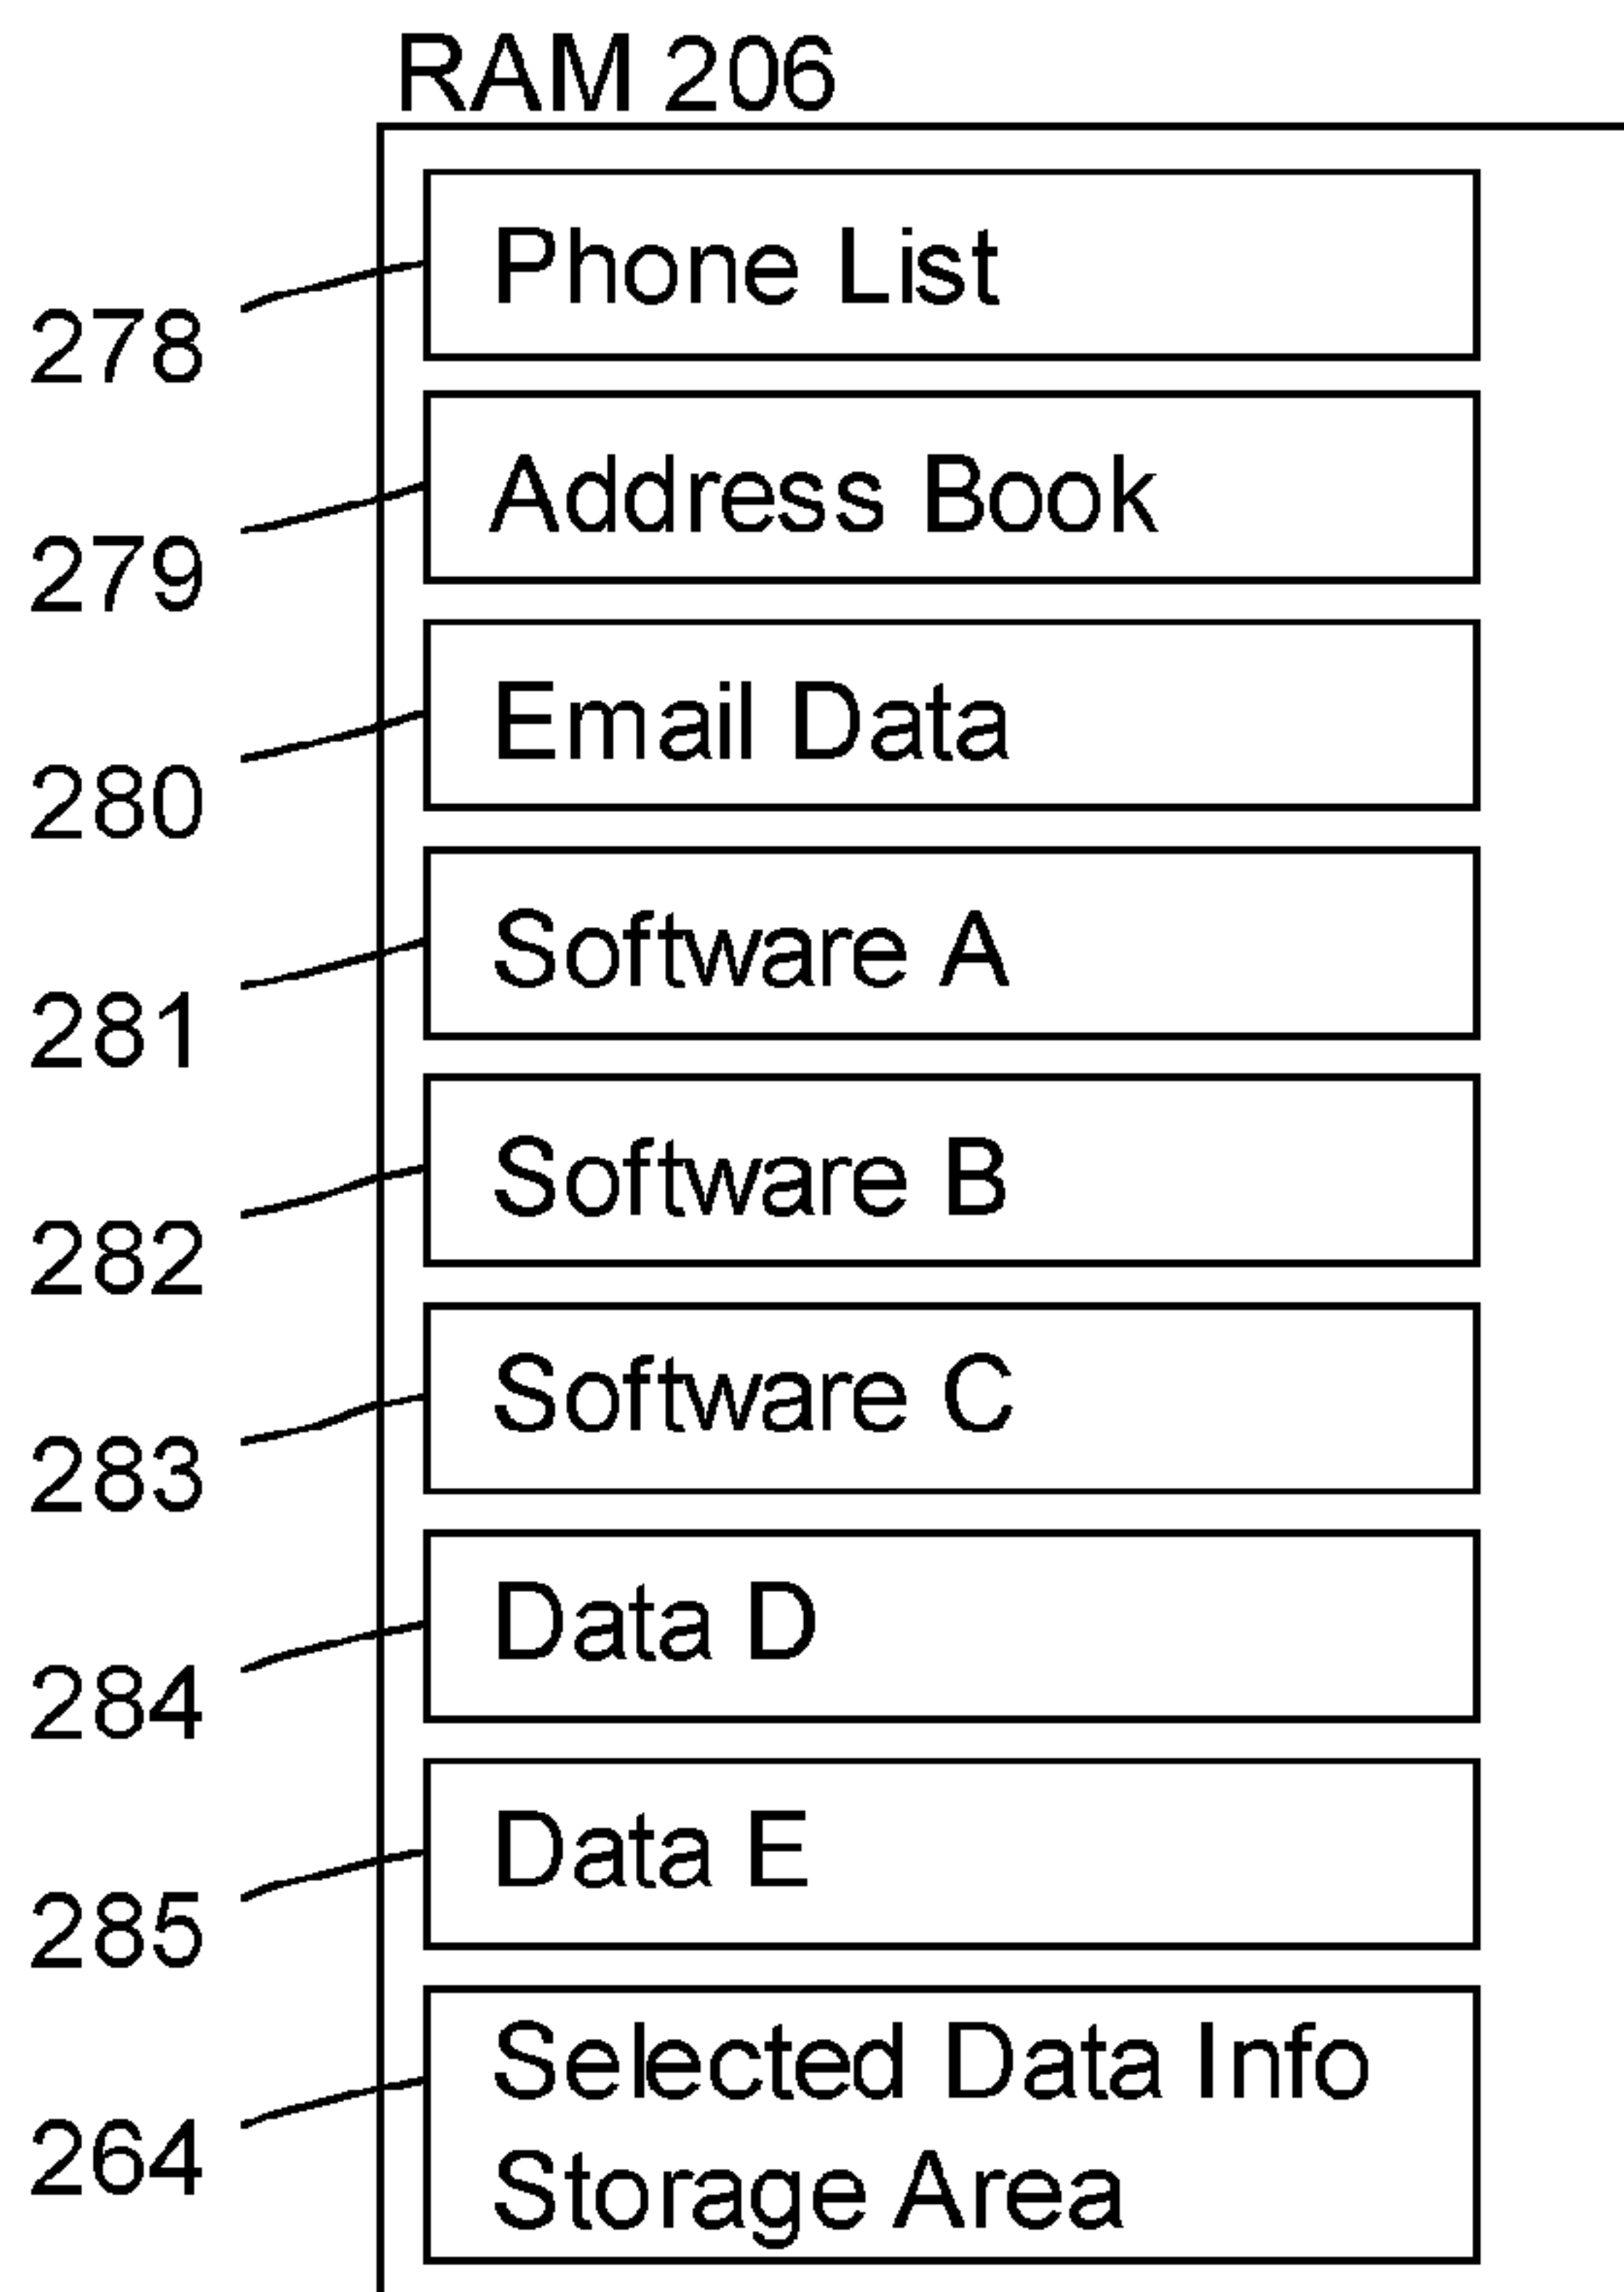 RAM 206
Phone List
278
Address Book
279
Email Data
280
Software A
281
Software B
282
Software C
283
Data D
284
Data E
285
Selected Data Info
Storage Area
264